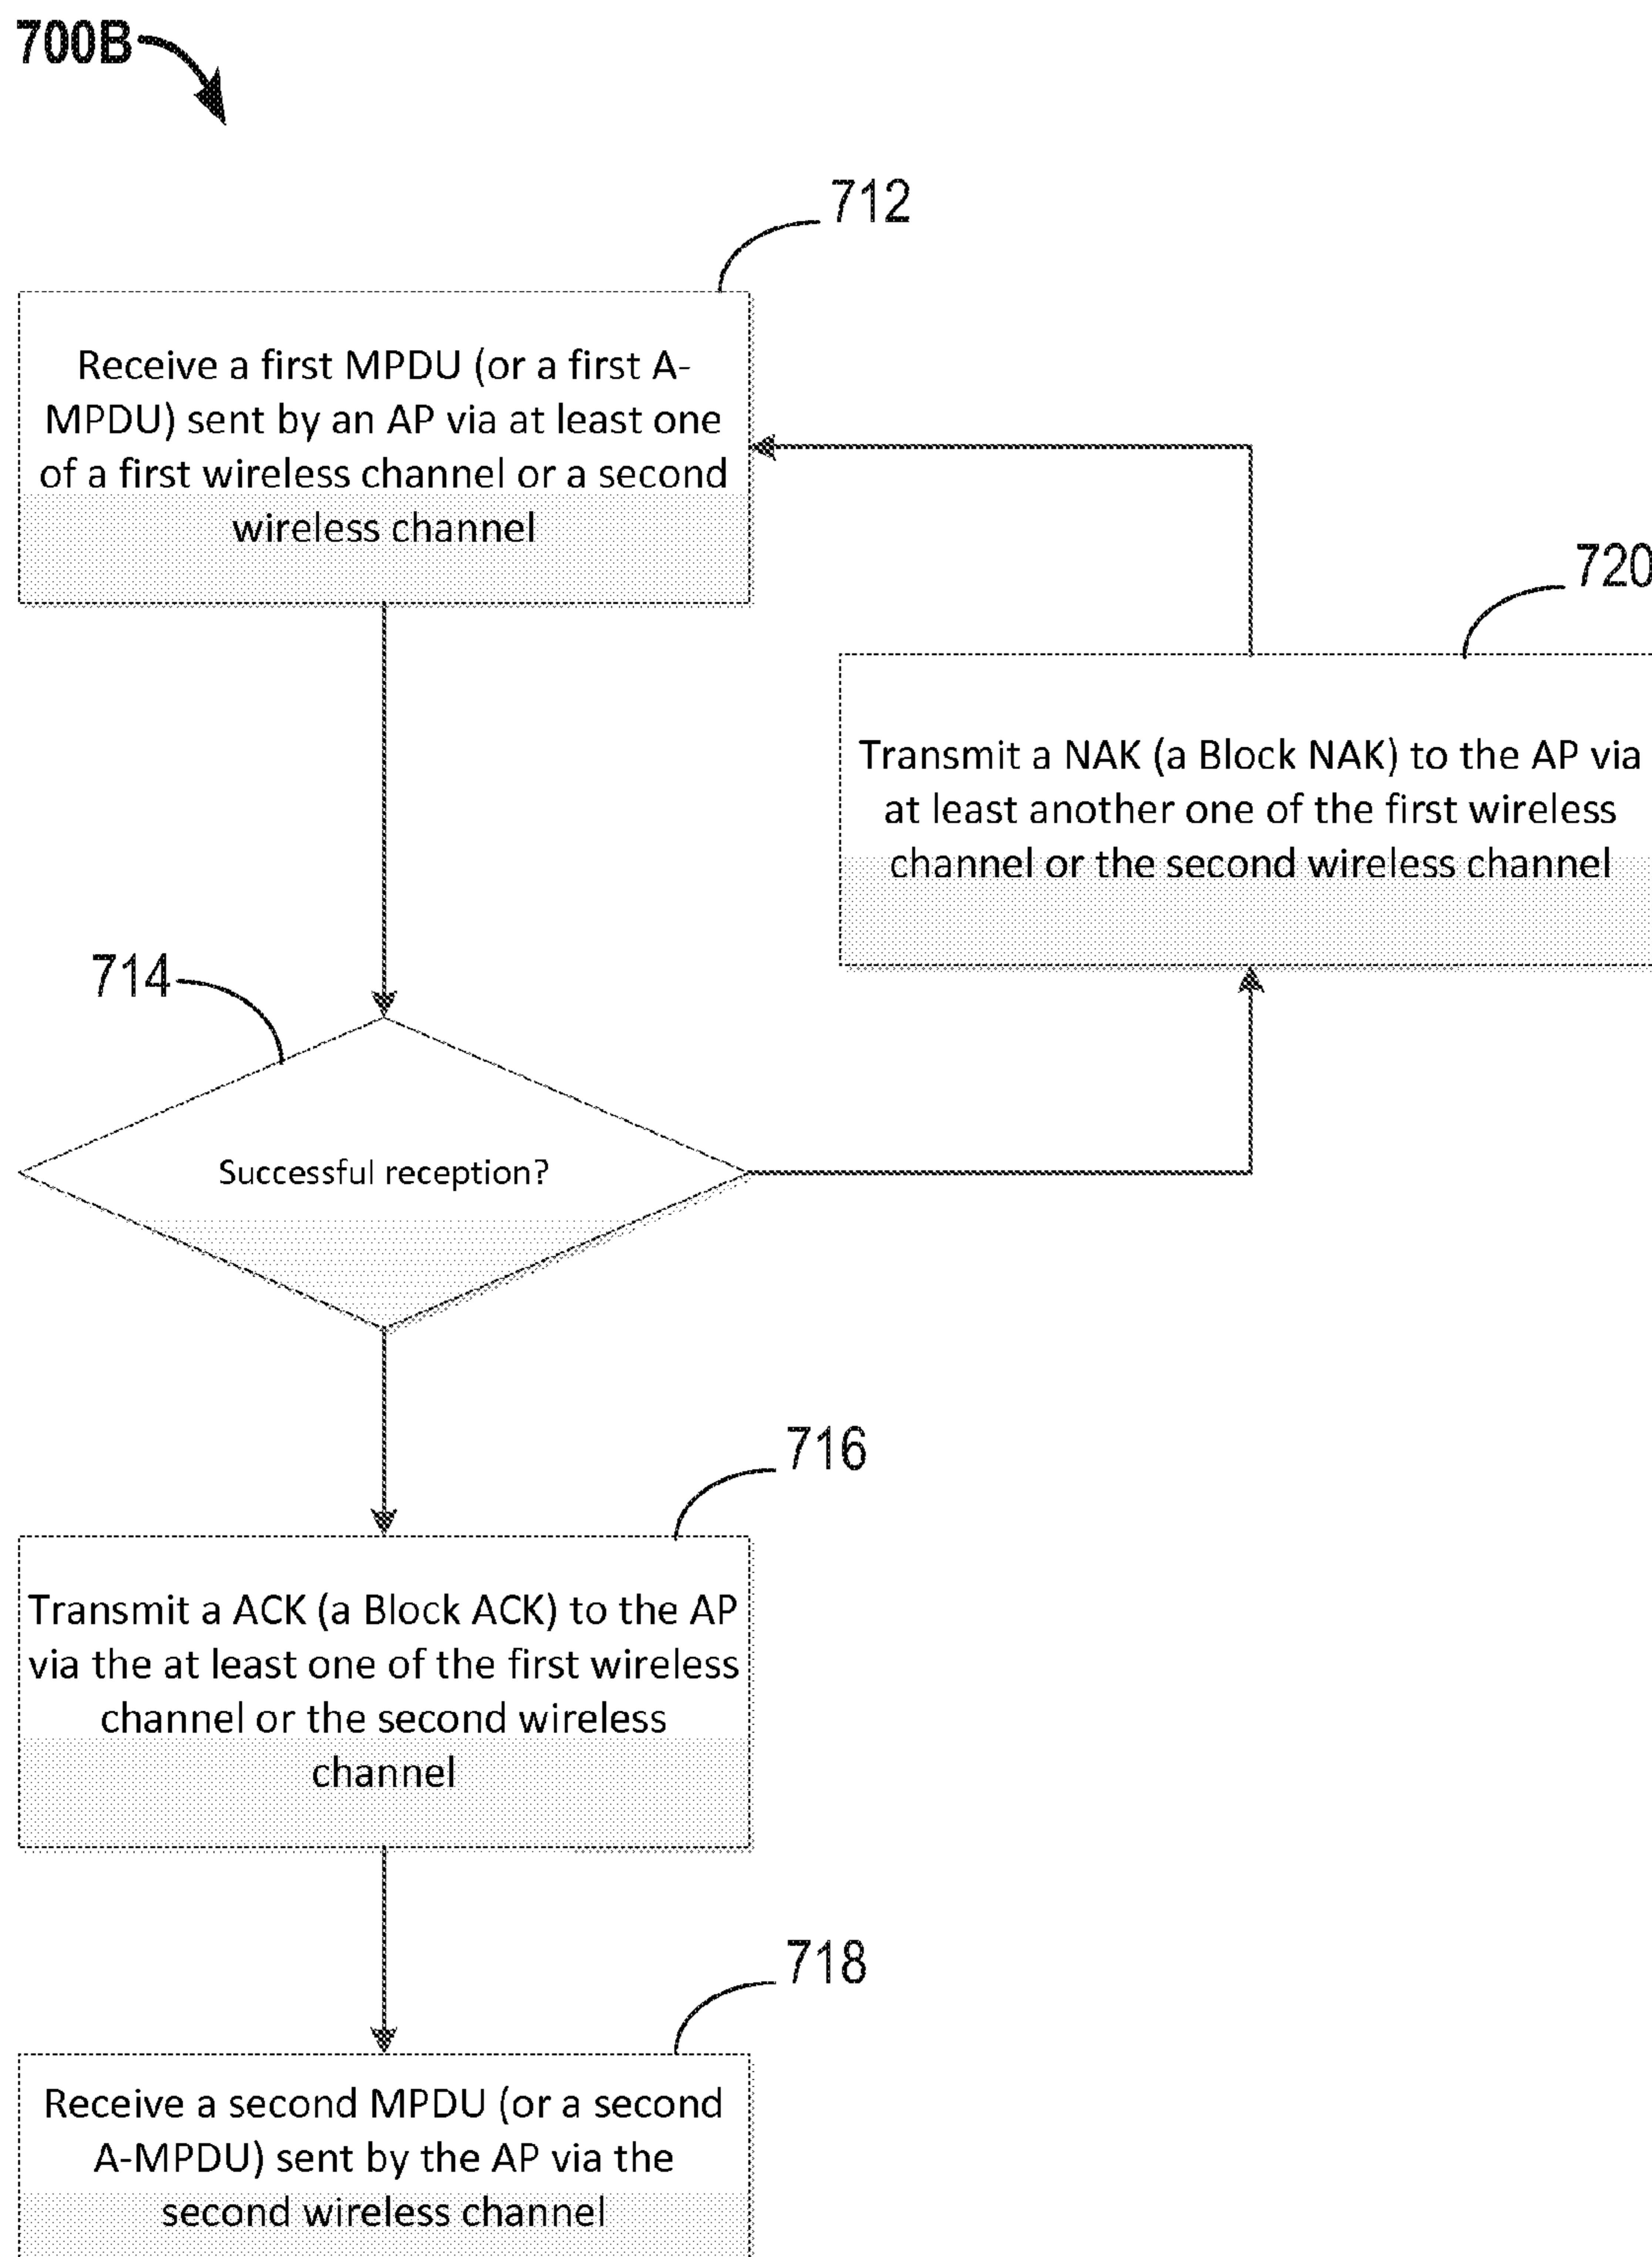 700B
712
Receive a first MPDU (or a first A-
MPDU) sent by an AP via at least one
of a first wireless channel or a second
wireless channel
720
Transmit a NAK (a Block NAK) to the AP via
at least another one of the first wireless
channel or the second wireless channel
714
Successful reception?
716
Transmit a ACK (a Block ACK) to the AP
via the at least one of the first wireless
channel or the second wireless
channel
718
Receive a second MPDU (or a second
A-MPDU) sent by the AP via the
second wireless channel